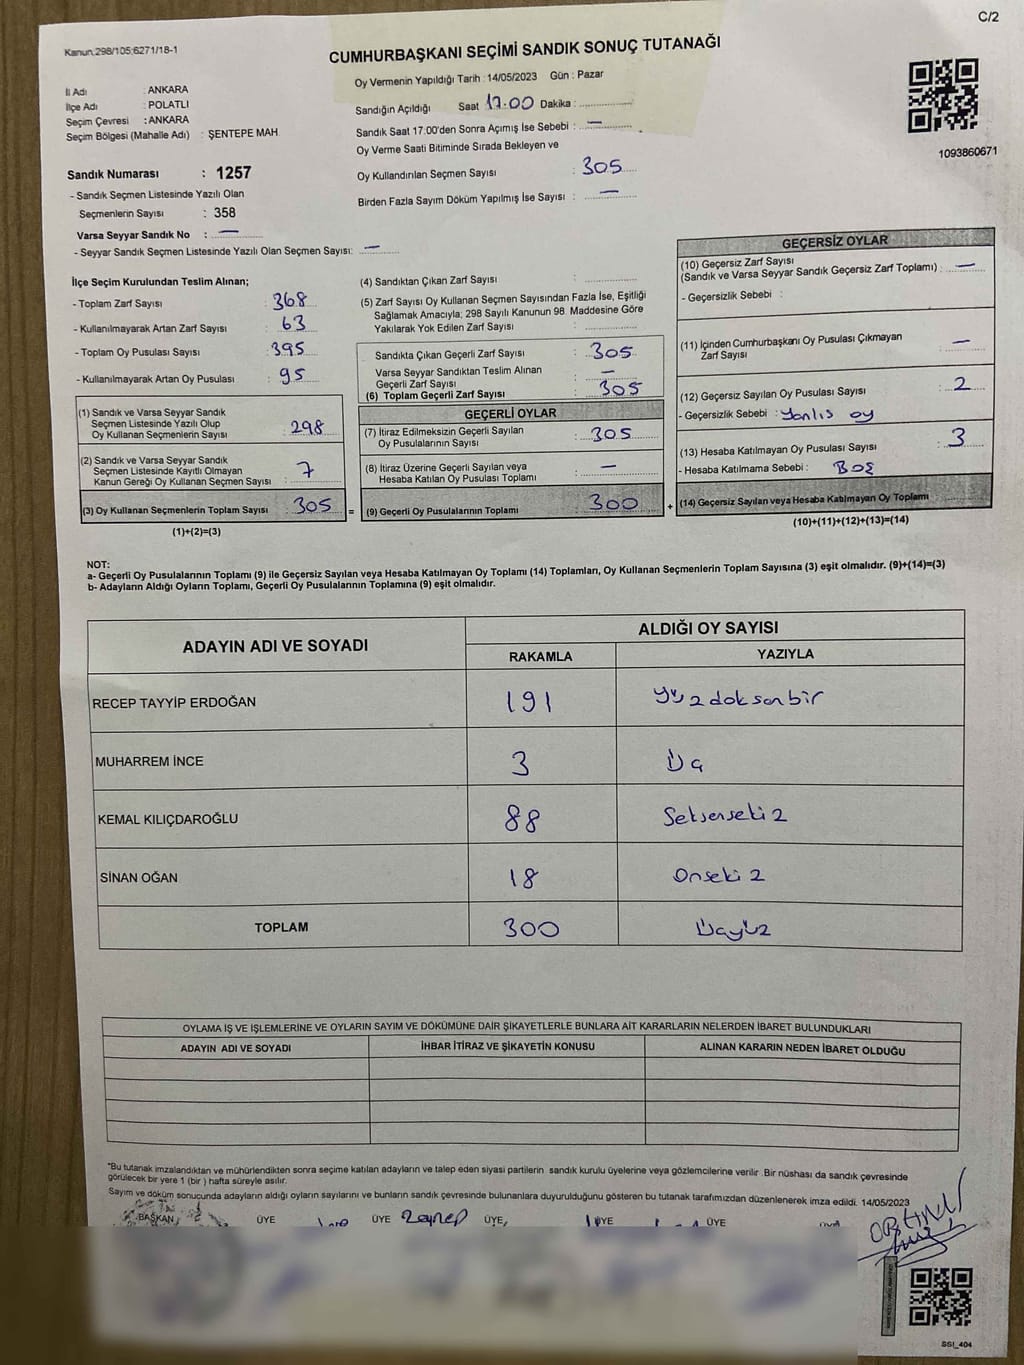 C/2
Kanun.298/105;6271/18-1
CUMHURBAŞKANI SEÇİMİ SANDIK SONUÇ TUTANAĞI
Oy Vermenin Yapıldığı Tarih : 14/05/2023 Gün : Pazar
İl Adı : ANKARA
İlçe Adı : POLATLI
Seçim Çevresi : ANKARA
Seçim Bölgesi (Mahalle Adı) : ŞENTEPE MAH.
Sandığın Açıldığı Saat 17:00 Dakika : ..............
Sandık Saat 17:00'den Sonra Açımış İse Sebebi : —
Oy Verme Saati Bitiminde Sırada Bekleyen ve
Oy Kullandırılan Seçmen Sayısı : 305
Birden Fazla Sayım Döküm Yapılmış İse Sayısı : —
1093860671
Sandık Numarası : 1257
- Sandık Seçmen Listesinde Yazılı Olan
Seçmenlerin Sayısı : 358
Varsa Seyyar Sandık No : —
- Seyyar Sandık Seçmen Listesinde Yazılı Olan Seçmen Sayısı: —
İlçe Seçim Kurulundan Teslim Alınan;
- Toplam Zarf Sayısı : 368
- Kullanılmayarak Artan Zarf Sayısı : 63
- Toplam Oy Pusulası Sayısı : 395
- Kullanılmayarak Artan Oy Pusulası : 95
(1) Sandık ve Varsa Seyyar Sandık
Seçmen Listesinde Yazılı Olup
Oy Kullanan Seçmenlerin Sayısı : 298
(2) Sandık ve Varsa Seyyar Sandık
Seçmen Listesinde Kayıtlı Olmayan
Kanun Gereği Oy Kullanan Seçmen Sayısı : 7
(3) Oy Kullanan Seçmenlerin Toplam Sayısı : 305
(1)+(2)=(3)
=
(4) Sandıktan Çıkan Zarf Sayısı : ..............
(5) Zarf Sayısı Oy Kullanan Seçmen Sayısından Fazla İse, Eşitliği
Sağlamak Amacıyla; 298 Sayılı Kanunun 98. Maddesine Göre
Yakılarak Yok Edilen Zarf Sayısı : ..............
Sandıkta Çıkan Geçerli Zarf Sayısı : 305
Varsa Seyyar Sandıktan Teslim Alınan
Geçerli Zarf Sayısı : —
(6) Toplam Geçerli Zarf Sayısı : 305
GEÇERLİ OYLAR
(7) İtiraz Edilmeksizin Geçerli Sayılan
Oy Pusulalarının Sayısı : 305
(8) İtiraz Üzerine Geçerli Sayılan veya
Hesaba Katılan Oy Pusulaları Toplamı : —
(9) Geçerli Oy Pusulalarının Toplamı : 300
+
GEÇERSİZ OYLAR
(10) Geçersiz Zarf Sayısı
(Sandık ve Varsa Seyyar Sandık Geçersiz Zarf Toplamı) : —
- Geçersizlik Sebebi :
(11) İçinden Cumhurbaşkanı Oy Pusulası Çıkmayan
Zarf Sayısı : —
(12) Geçersiz Sayılan Oy Pusulası Sayısı : 2
- Geçersizlik Sebebi : Yanlıs oy
(13) Hesaba Katılmayan Oy Pusulası Sayısı : 3
- Hesaba Katılmama Sebebi : BOŞ
(14) Geçersiz Sayılan veya Hesaba Katılmayan Oy Toplamı
(10)+(11)+(12)+(13)=(14)
NOT:
a- Geçerli Oy Pusulalarının Toplamı (9) ile Geçersiz Sayılan veya Hesaba Katılmayan Oy Toplamı (14) Toplamları, Oy Kullanan Seçmenlerin Toplam Sayısına (3) eşit olmalıdır. (9)+(14)=(3)
b- Adayların Aldığı Oyların Toplamı, Geçerli Oy Pusulalarının Toplamına (9) eşit olmalıdır.
ADAYIN ADI VE SOYADI
ALDIĞI OY SAYISI
RAKAMLA YAZIYLA
RECEP TAYYİP ERDOĞAN 191 Yüzdoksanbir
MUHARREM İNCE 3 Üç
KEMAL KILIÇDAROĞLU 88 Seksensekiz
SİNAN OĞAN 18 Onsekiz
TOPLAM 300 Üçyüz
OYLAMA İŞ VE İŞLEMLERİNE VE OYLARIN SAYIM VE DÖKÜMÜNE DAİR ŞİKAYETLERLE BUNLARA AİT KARARLARIN NELERDEN İBARET BULUNDUKLARI
ADAYIN ADI VE SOYADI İHBAR İTİRAZ VE ŞİKAYETİN KONUSU ALINAN KARARIN NEDEN İBARET OLDUĞU
*Bu tutanak imzalandıktan ve mühürlendikten sonra seçime katılan adayların ve talep eden siyasi partilerin sandık kurulu üyelerine veya gözlemcilerine verilir. Bir nüshası da sandık çevresinde
görülecek bir yere 1 (bir) hafta süreyle asılır.
Sayım ve döküm sonucunda adayların aldığı oyların sayılarını ve bunların sandık çevresinde bulunanlara duyurulduğunu gösteren bu tutanak tarafımızdan düzenlenerek imza edildi. 14/05/2023
BAŞKAN ÜYE ÜYE Zeynep ÜYE, ÜYE ÜYE
SSI_404